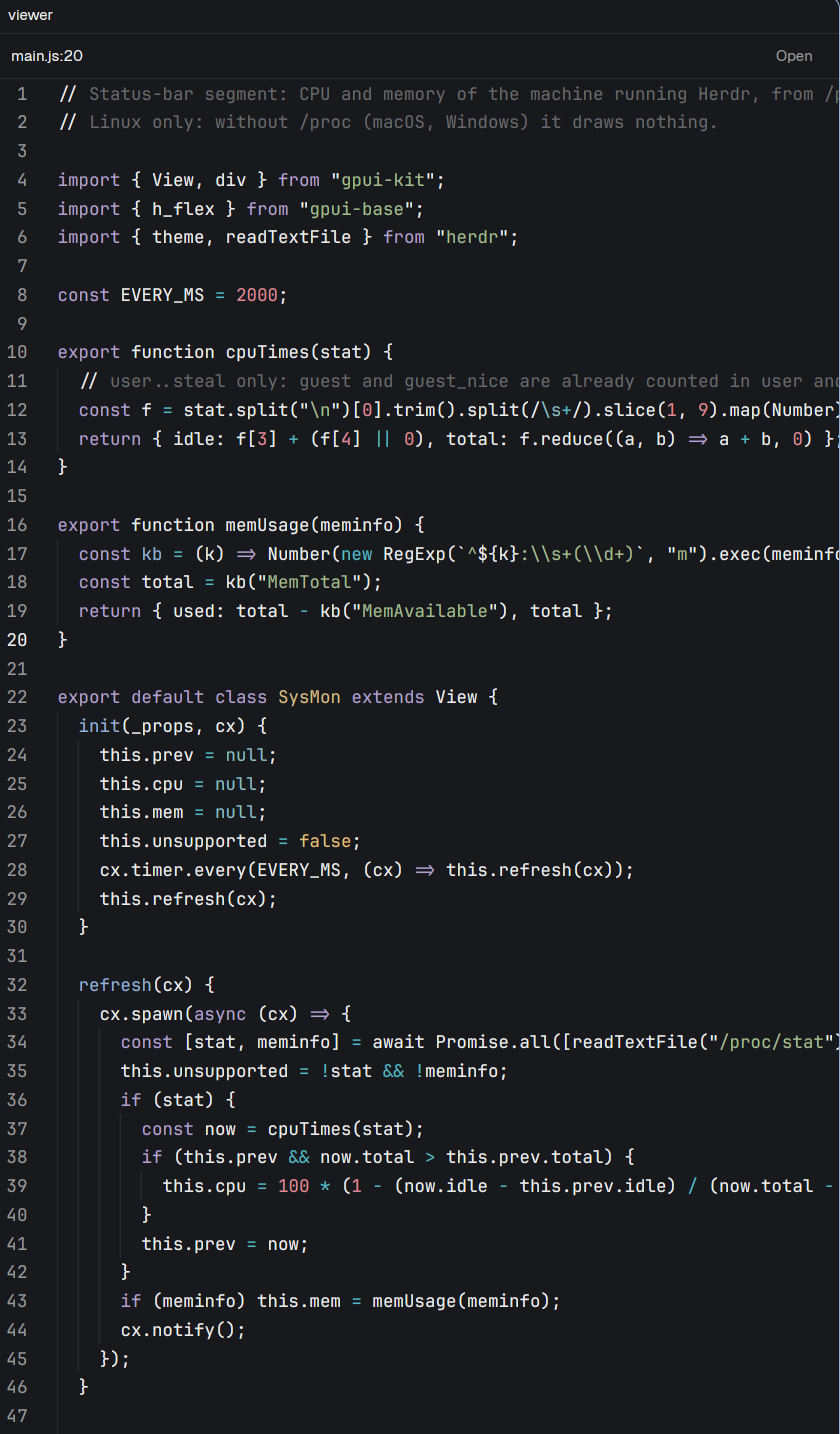 viewer
main.js:20 Open
1 // Status-bar segment: CPU and memory of the machine running Herdr, from
2 // Linux only: without /proc (macOS, Windows) it draws nothing.
3
4 import { View, div } from "gpui-kit";
5 import { h_flex } from "gpui-base";
6 import { theme, readTextFile } from "herdr";
7
8 const EVERY_MS = 2000;
9
10 export function cpuTimes(stat) {
11 // user..steal only: guest and guest_nice are already counted in user and
12 const f = stat.split("\n")[0].trim().split(/\s+/).slice(1, 9).map(Number)
13 return { idle: f[3] + (f[4] || 0), total: f.reduce((a, b) => a + b, 0) };
14 }
15
16 export function memUsage(meminfo) {
17 const kb = (k) => Number(new RegExp(`^${k}:\\s+(\\d+)`, "m").exec(meminfo
18 const total = kb("MemTotal");
19 return { used: total - kb("MemAvailable"), total };
20 }
21
22 export default class SysMon extends View {
23 init(_props, cx) {
24 this.prev = null;
25 this.cpu = null;
26 this.mem = null;
27 this.unsupported = false;
28 cx.timer.every(EVERY_MS, (cx) => this.refresh(cx));
29 this.refresh(cx);
30 }
31
32 refresh(cx) {
33 cx.spawn(async (cx) => {
34 const [stat, meminfo] = await Promise.all([readTextFile("/proc/stat")
35 this.unsupported = !stat && !meminfo;
36 if (stat) {
37 const now = cpuTimes(stat);
38 if (this.prev && now.total > this.prev.total) {
39 this.cpu = 100 * (1 - (now.idle - this.prev.idle) / (now.total -
40 }
41 this.prev = now;
42 }
43 if (meminfo) this.mem = memUsage(meminfo);
44 cx.notify();
45 });
46 }
47